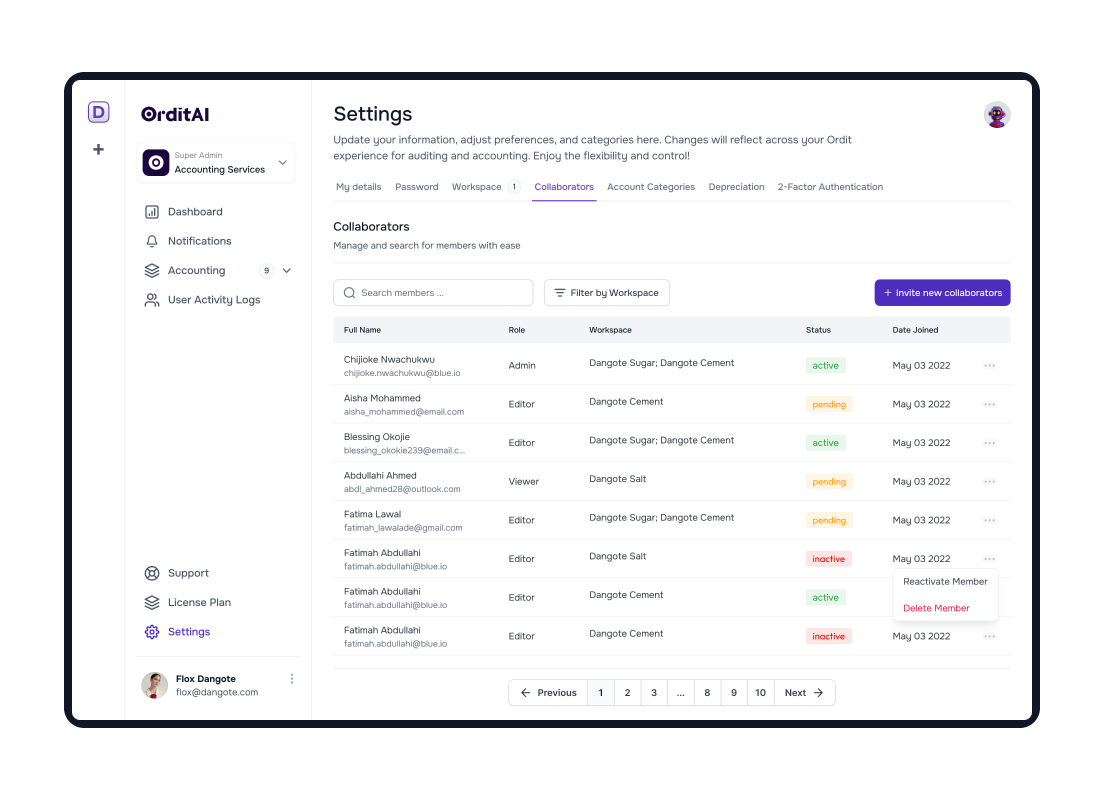 D
OrditAI
Super Admin
Accounting Services
Dashboard
Notifications
Accounting 9
User Activity Logs
Support
License Plan
Settings
Flox Dangote
flox@dangote.com
Settings
Update your information, adjust preferences, and categories here. Changes will reflect across your Ordit
experience for auditing and accounting. Enjoy the flexibility and control!
My details Password Workspace 1 Collaborators Account Categories Depreciation 2-Factor Authentication
Collaborators
Manage and search for members with ease
Search members ... Filter by Workspace + Invite new collaborators
Full Name Role Workspace Status Date Joined
Chijioke Nwachukwu
chijioke.nwachukwu@blue.io Admin Dangote Sugar; Dangote Cement active May 03 2022
Aisha Mohammed
aisha_mohammed@email.com Editor Dangote Cement pending May 03 2022
Blessing Okojie
blessing_okokie239@email.c... Editor Dangote Sugar; Dangote Cement active May 03 2022
Abdullahi Ahmed
abdl_ahmed28@outlook.com Viewer Dangote Salt pending May 03 2022
Fatima Lawal
fatimah_lawalade@gmail.com Editor Dangote Sugar; Dangote Cement pending May 03 2022
Fatimah Abdullahi
fatimah.abdullahi@blue.io Editor Dangote Salt inactive May 03 2022
Reactivate Member
Delete Member
Fatimah Abdullahi
fatimah.abdullahi@blue.io Editor Dangote Cement active
Fatimah Abdullahi
fatimah.abdullahi@blue.io Editor Dangote Cement inactive May 03 2022
Previous 1 2 3 ... 8 9 10 Next